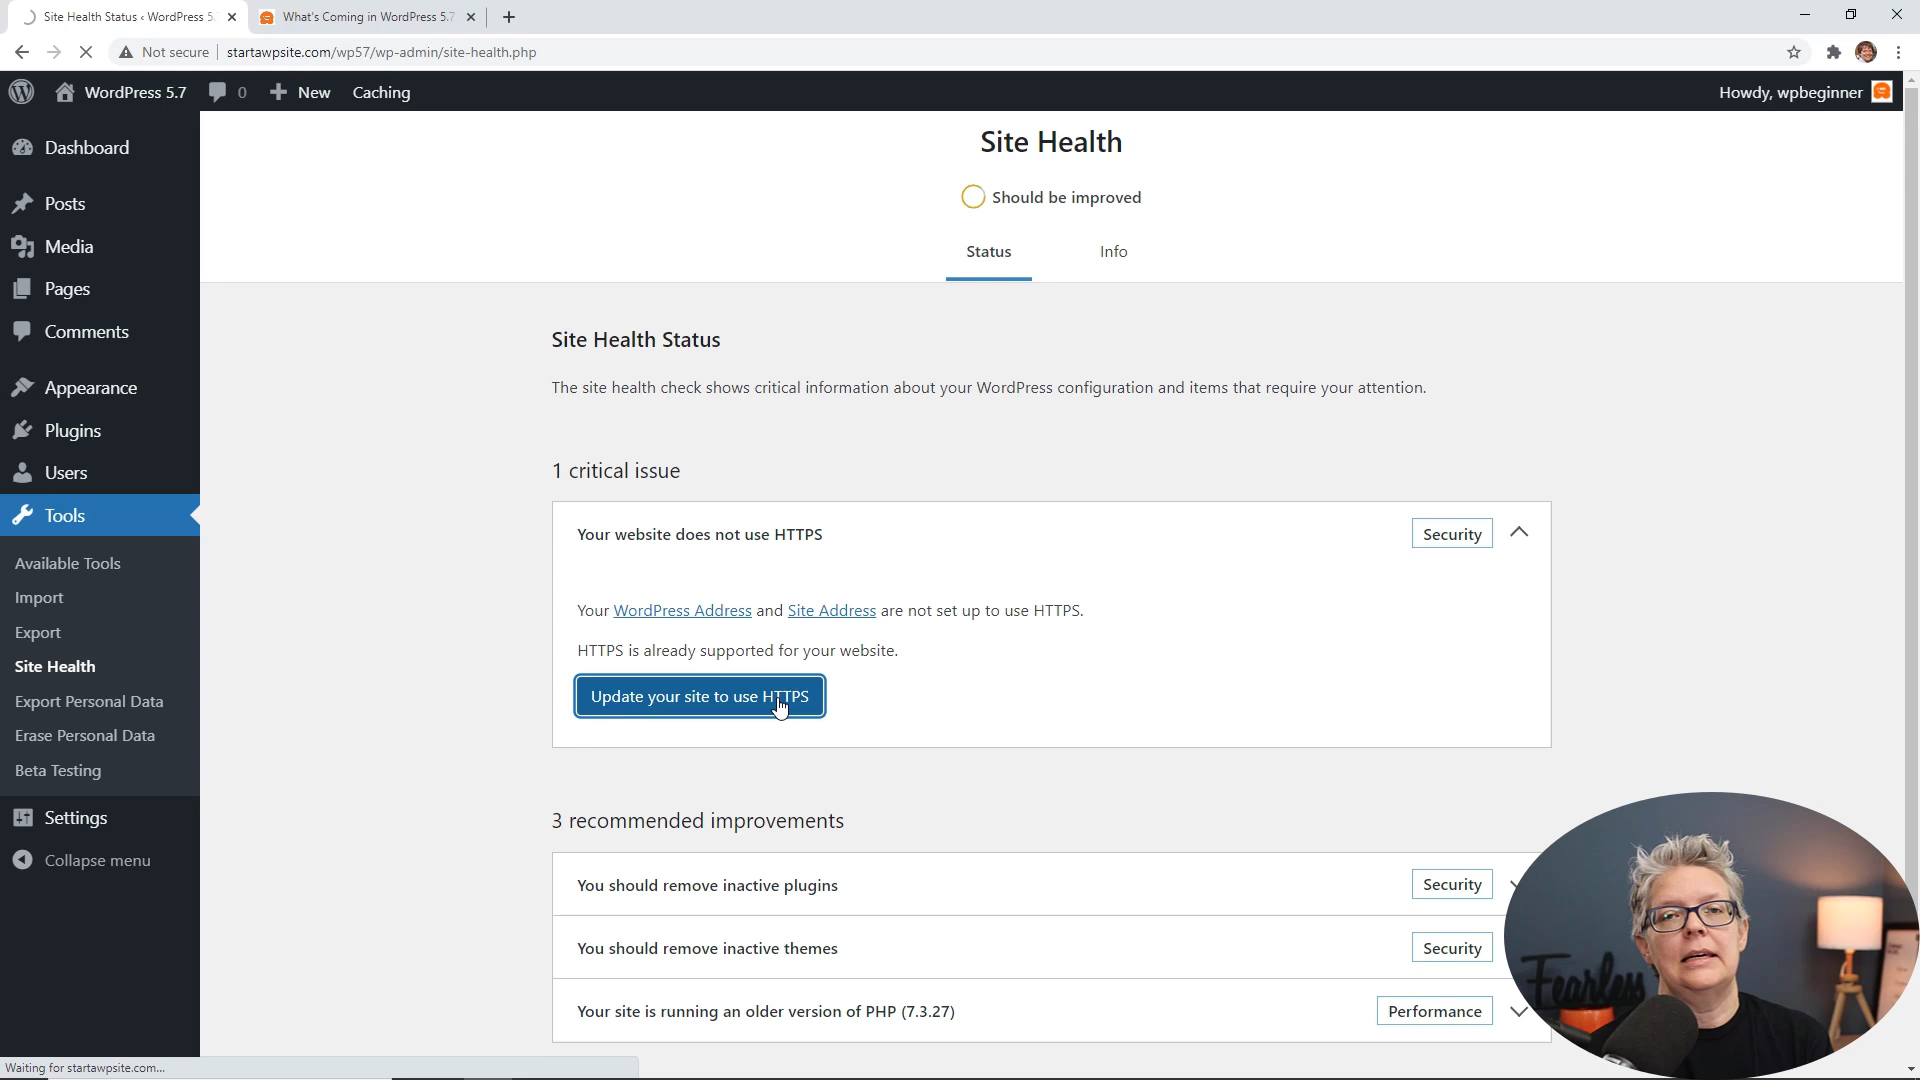 Site Health Status ‹ WordPress 5.
What's Coming in WordPress 5.7
Not secure
startawpsite.com/wp57/wp-admin/site-health.php
WordPress 5.7
0
New
Caching
Howdy, wpbeginner
Dashboard
Posts
Media
Pages
Comments
Appearance
Plugins
Users
Tools
Available Tools
Import
Export
Site Health
Export Personal Data
Erase Personal Data
Beta Testing
Settings
Collapse menu
Site Health
Should be improved
Status
Info
Site Health Status
The site health check shows critical information about your WordPress configuration and items that require your attention.
1 critical issue
Your website does not use HTTPS
Security
Your WordPress Address and Site Address are not set up to use HTTPS.
HTTPS is already supported for your website.
Update your site to use HTTPS
3 recommended improvements
You should remove inactive plugins
Security
You should remove inactive themes
Security
Your site is running an older version of PHP (7.3.27)
Performance
Fearless
Waiting for startawpsite.com...